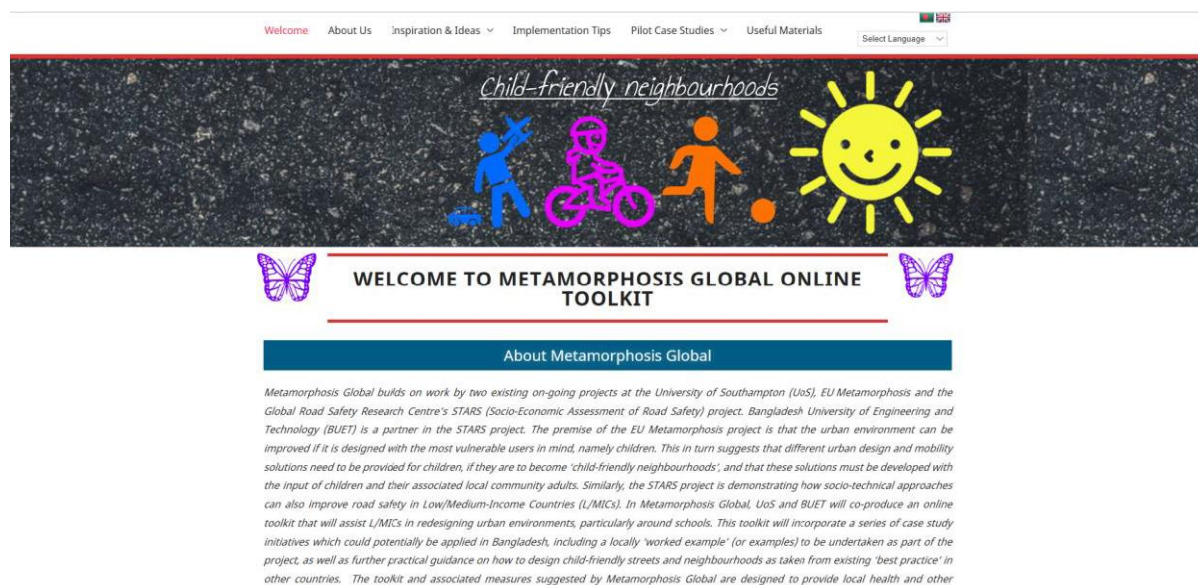 Welcome About Us Inspiration & Ideas Implementation Tips Pilot Case Studies Useful Materials
Select Language
Child-friendly neighbourhoods
WELCOME TO METAMORPHOSIS GLOBAL ONLINE
TOOLKIT
About Metamorphosis Global
Metamorphosis Global builds on work by two existing on-going projects at the University of Southampton (UoS), EU Metamorphosis and the
Global Road Safety Research Centre's STARS (Socio-Economic Assessment of Road Safety) project. Bangladesh University of Engineering and
Technology (BUET) is a partner in the STARS project. The premise of the EU Metamorphosis project is that the urban environment can be
improved if it is designed with the most vulnerable users in mind, namely children. This in turn suggests that different urban design and mobility
solutions need to be provided for children, if they are to become 'child-friendly neighbourhoods', and that these solutions must be developed with
the input of children and their associated local community adults. Similarly, the STARS project is demonstrating how socio-technical approaches
can also improve road safety in Low/Medium-Income Countries (L/MICs). In Metamorphosis Global, UoS and BUET will co-produce an online
toolkit that will assist L/MICs in redesigning urban environments, particularly around schools. This toolkit will incorporate a series of case study
initiatives which could potentially be applied in Bangladesh, including a locally 'worked example' (or examples) to be undertaken as part of the
project, as well as further practical guidance on how to design child-friendly streets and neighbourhoods as taken from existing 'best practice' in
other countries. The toolkit and associated measures suggested by Metamorphosis Global are designed to provide local health and other